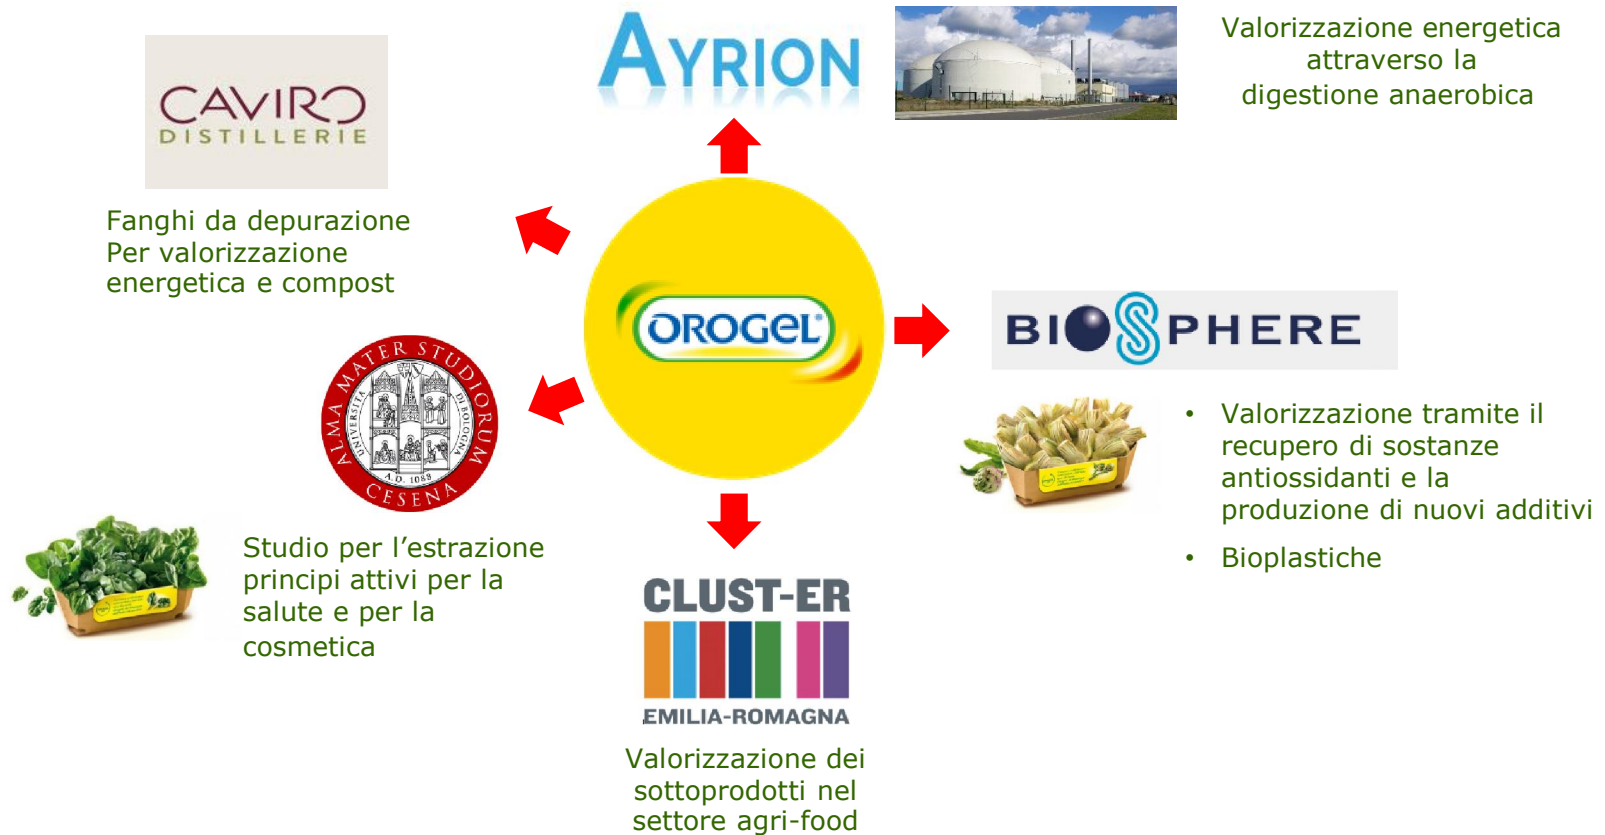 AYRION
Valorizzazione energetica
attraverso la
digestione anaerobica
CAVIRO
DISTILLERIE
Fanghi da depurazione
Per valorizzazione
energetica e compost
OROGEL
BIOSPHERE
• Valorizzazione tramite il
recupero di sostanze
antiossidanti e la
produzione di nuovi additivi
• Bioplastiche
ALMA MATER STUDIORUM
UNIVERSITA DI BOLOGNA
A.D. 1088
CESENA
Studio per l’estrazione
principi attivi per la
salute e per la
cosmetica
CLUST-ER
EMILIA-ROMAGNA
Valorizzazione dei
sottoprodotti nel
settore agri-food